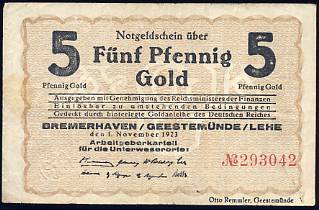 Notgeldschein über
5 Fünf Pfennig 5
Pfennig Gold Gold Pfennig Gold
Ausgegeben mit Genehmigung des Reichsministers der Finanzen
Einlösbar zu umstehenden Bedingungen
Gedeckt durch hinterlegte Goldanleihe des Deutschen Reiches
BREMERHAVEN/GEESTEMÜNDE/LEHE
den 1. November 1923
Arbeitgeberkartell
für die Unterweserorte:
№293042
Otto Remmler, Geestemünde